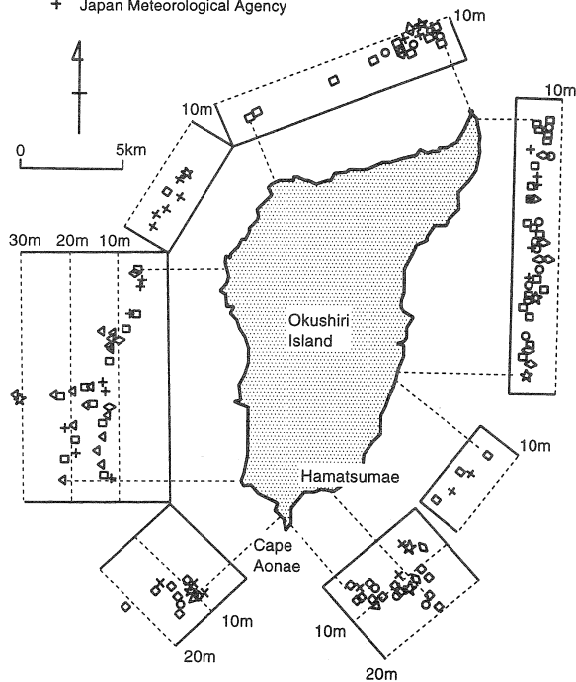 + Japan Meteorological Agency
10m
10m
10m
0 5km
30m 20m 10m
Okushiri
Island
Hamatsumae
10m
Cape
Aonae
10m
10m
20m
20m